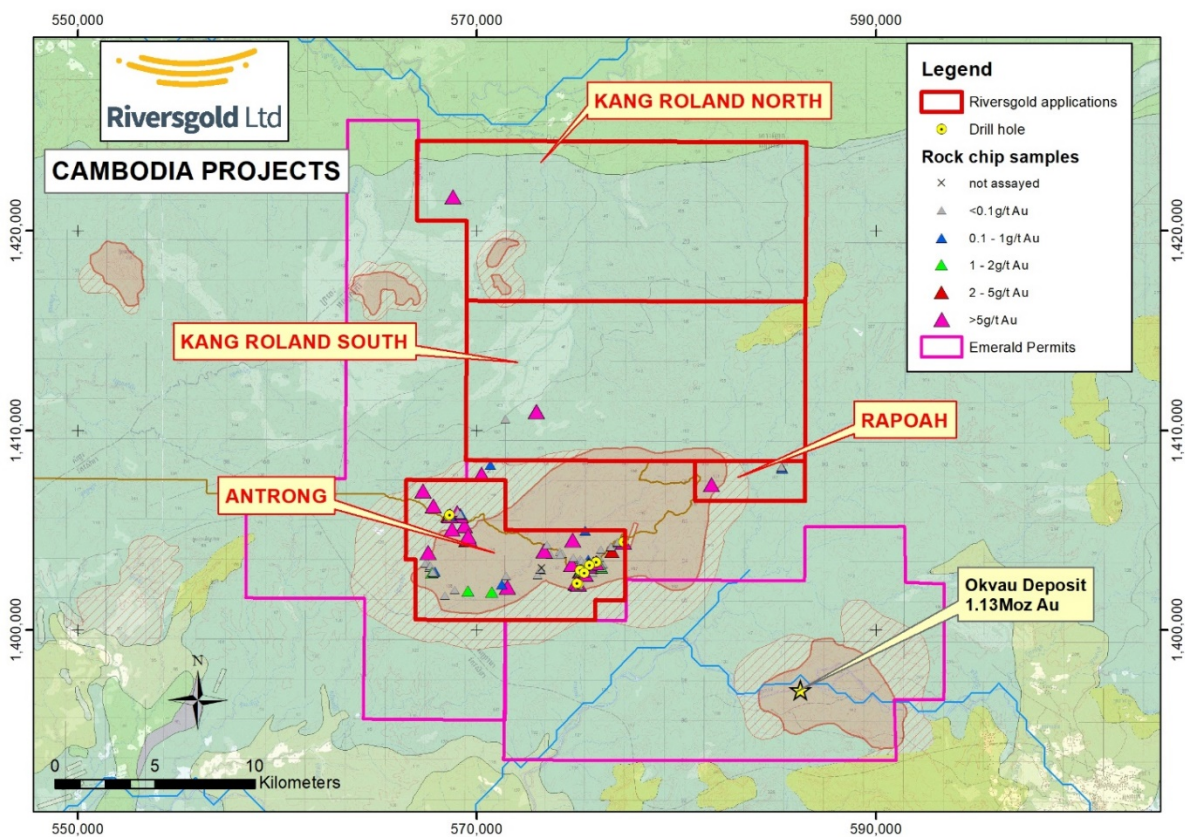 550,000
570,000
590,000
Riversgold Ltd
CAMBODIA PROJECTS
KANG ROLAND NORTH
Legend
Riversgold applications
Drill hole
Rock chip samples
not assayed
<0.1g/t Au
0.1 - 1g/t Au
1 - 2g/t Au
2 - 5g/t Au
>5g/t Au
Emerald Permits
1,420,000
1,420,000
KANG ROLAND SOUTH
1,410,000
1,410,000
RAPOAH
ANTRONG
1,400,000
1,400,000
Okvau Deposit
1.13Moz Au
N
0 5 10
Kilometers
550,000
570,000
590,000